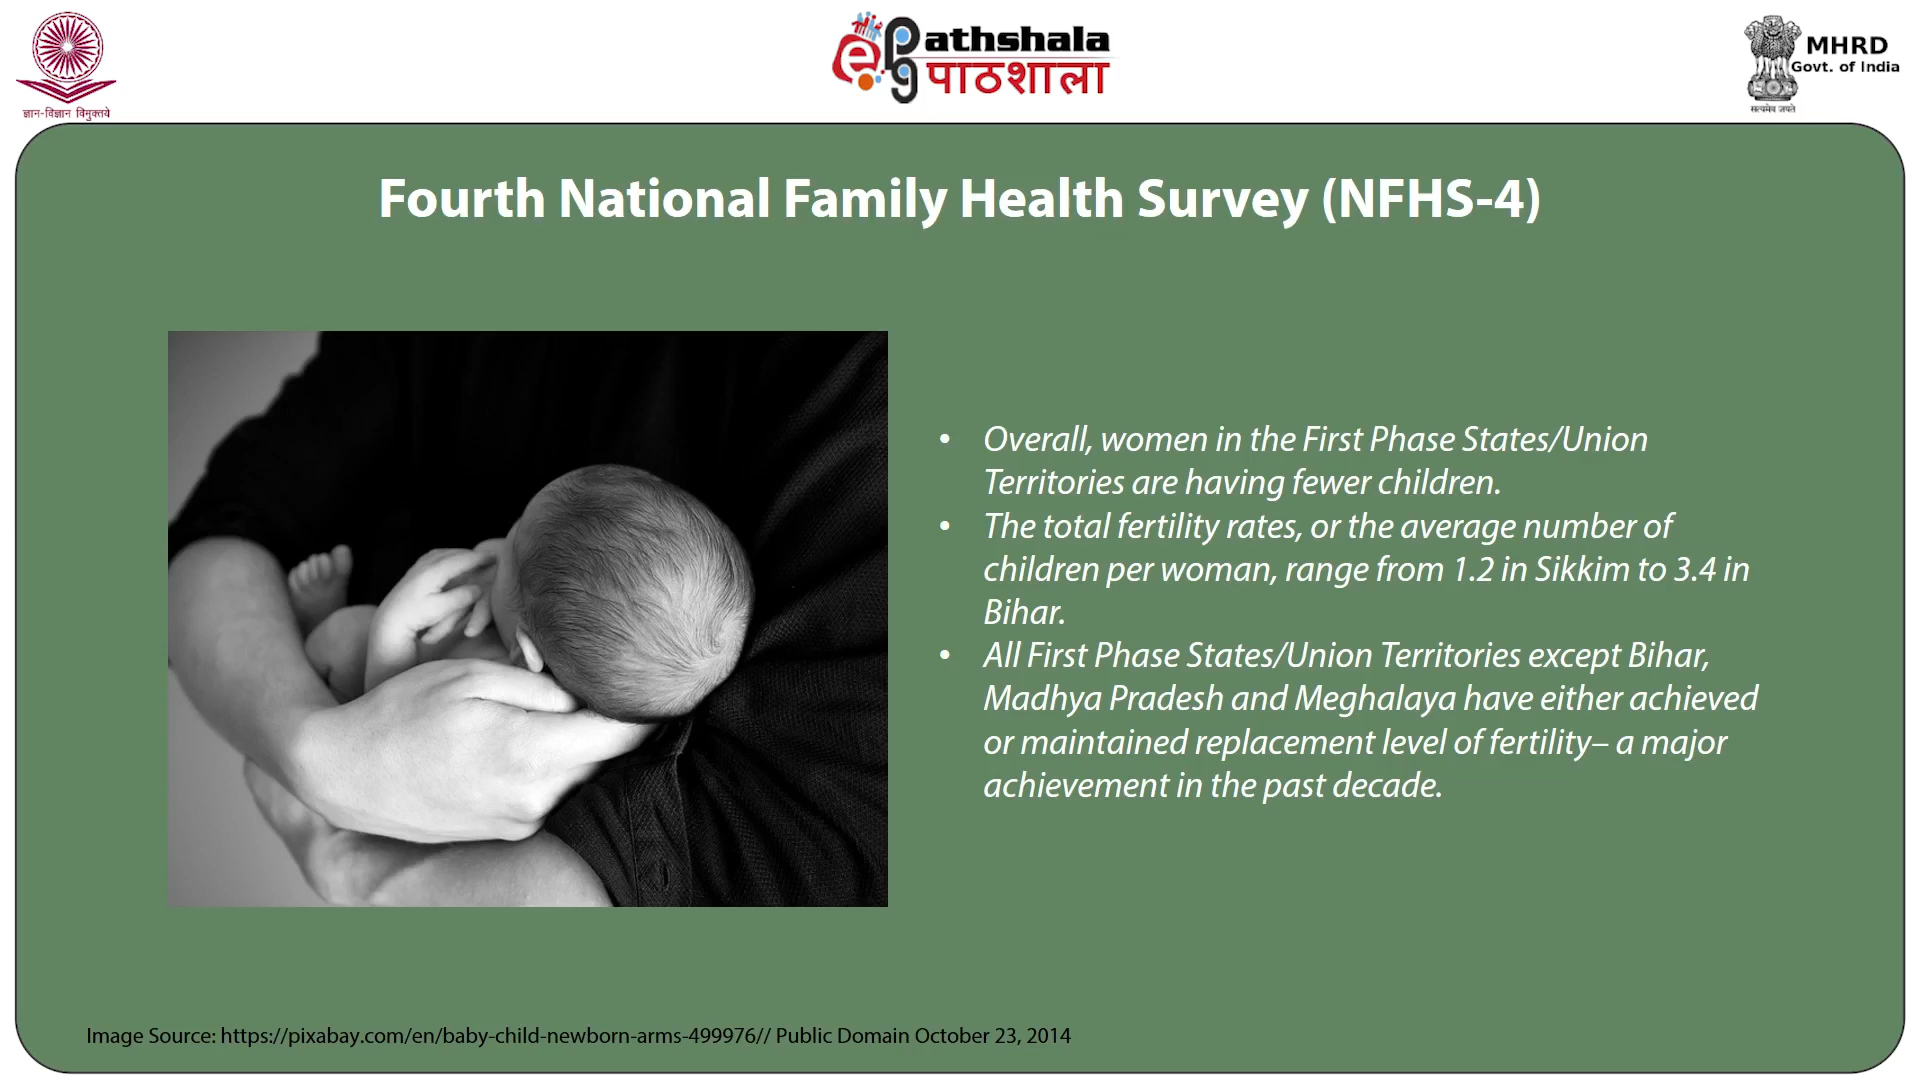 ज्ञान-विज्ञान विमुक्तये
ePg Pathshala
पाठशाला
MHRD
Govt. of India
सत्यमेव जयते
Fourth National Family Health Survey (NFHS-4)
• Overall, women in the First Phase States/Union
Territories are having fewer children.
• The total fertility rates, or the average number of
children per woman, range from 1.2 in Sikkim to 3.4 in
Bihar.
• All First Phase States/Union Territories except Bihar,
Madhya Pradesh and Meghalaya have either achieved
or maintained replacement level of fertility– a major
achievement in the past decade.
Image Source: https://pixabay.com/en/baby-child-newborn-arms-499976// Public Domain October 23, 2014